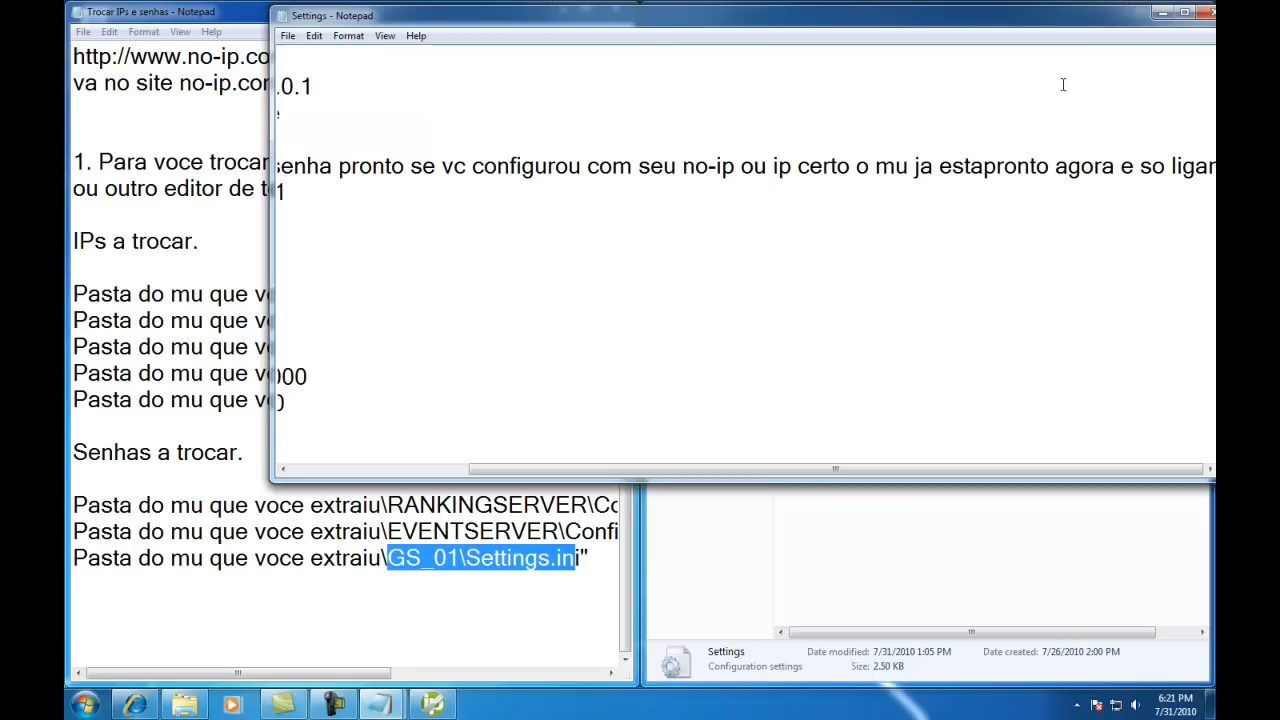 Trocar IPs e senhas - Notepad
File Edit Format View Help
http://www.no-ip.co
va no site no-ip.con
1. Para voce trocar
ou outro editor de t
IPs a trocar.
Pasta do mu que v
Pasta do mu que v
Pasta do mu que v
Pasta do mu que v
Pasta do mu que v
Senhas a trocar.
Pasta do mu que voce extraiu\RANKINGSERVER\Co
Pasta do mu que voce extraiu\EVENTSERVER\Confi
Pasta do mu que voce extraiu\GS_01\Settings.ini"
Settings - Notepad
File Edit Format View Help
.0.1
senha pronto se vc configurou com seu no-ip ou ip certo o mu ja estapronto agora e so ligar
1
000
0
Settings
Date modified: 7/31/2010 1:05 PM
Date created: 7/26/2010 2:00 PM
Configuration settings
Size: 2.50 KB
6:21 PM
7/31/2010